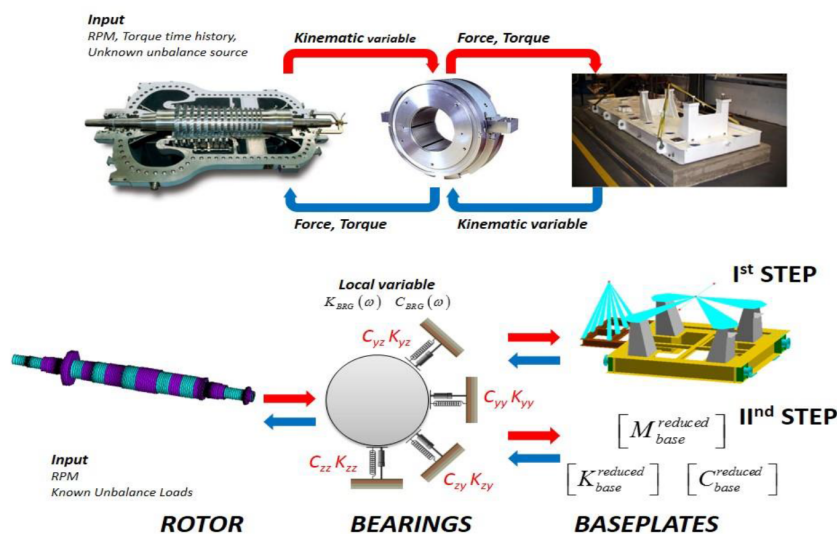 Input
RPM, Torque time history,
Unknown unbalance source
Kinematic variable
Force, Torque
Force, Torque
Kinematic variable
Local variable
K_BRG(ω) C_BRG(ω)
C_yz K_yz
C_yy K_yy
C_zz K_zz
C_zy K_zy
Ist STEP
IInd STEP
[M_base^reduced]
[K_base^reduced] [C_base^reduced]
Input
RPM
Known Unbalance Loads
ROTOR BEARINGS BASEPLATES